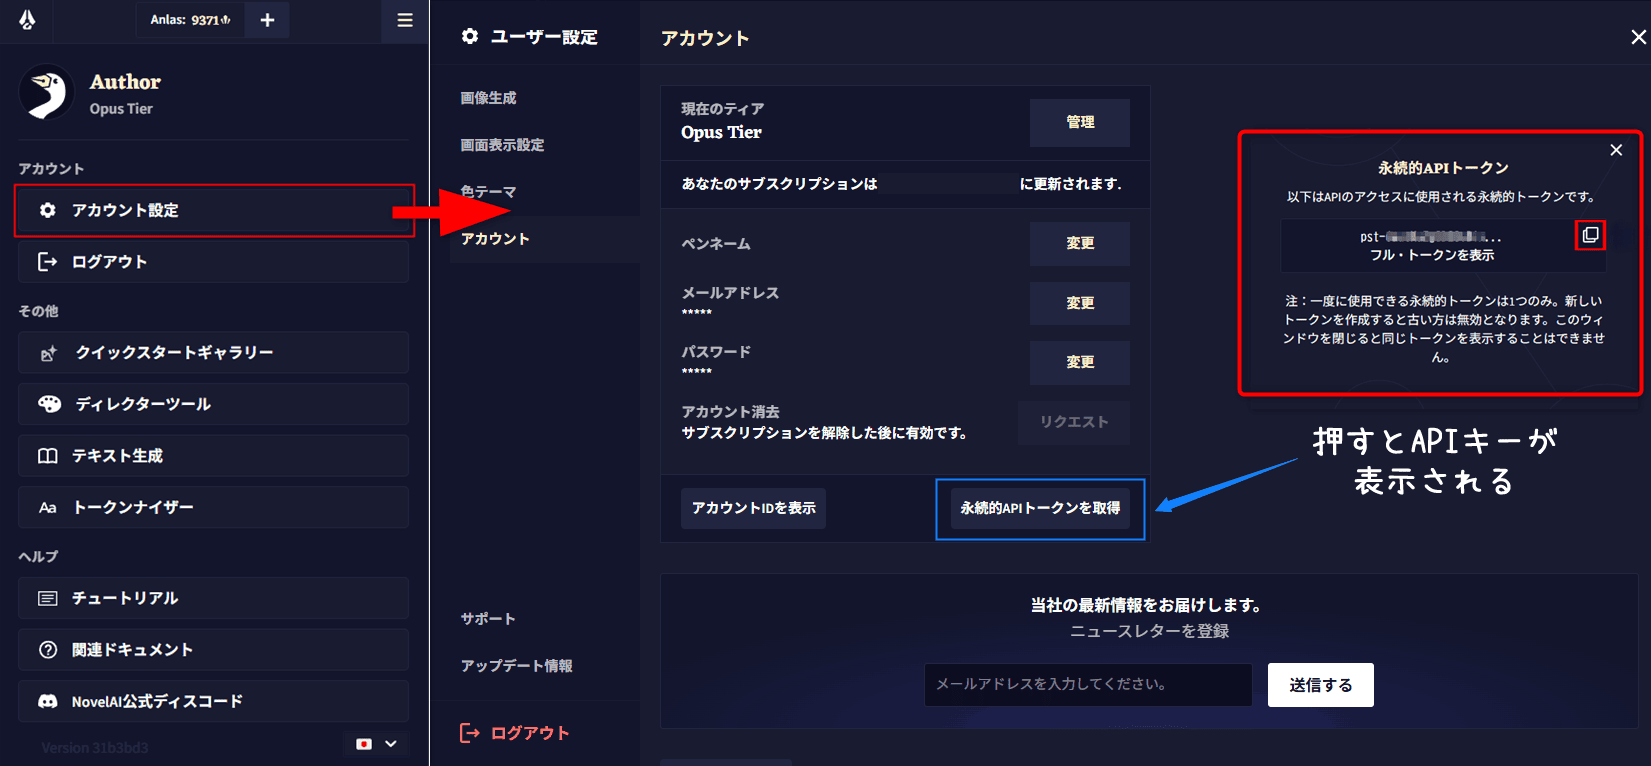 Anlas: 9371
Author
Opus Tier
アカウント
アカウント設定
ログアウト
その他
クイックスタートギャラリー
ディレクターツール
テキスト生成
Aa トークンナイザー
ヘルプ
チュートリアル
関連ドキュメント
NovelAI公式ディスコード
Version 31b3bd3
ユーザー設定
画像生成
画面表示設定
色テーマ
アカウント
サポート
アップデート情報
ログアウト
アカウント
現在のティア
Opus Tier
管理
あなたのサブスクリプションは に更新されます.
ペンネーム
変更
メールアドレス
*****
変更
パスワード
*****
変更
アカウント消去
サブスクリプションを解除した後に有効です。
リクエスト
アカウントIDを表示
永続的APIトークンを取得
当社の最新情報をお届けします。
ニュースレターを登録
メールアドレスを入力してください。
送信する
永続的APIトークン
以下はAPIのアクセスに使用される永続的トークンです。
pst-...
フル・トークンを表示
注：一度に使用できる永続的トークンは1つのみ。新しい
トークンを作成すると古い方は無効となります。このウィ
ンドウを閉じると同じトークンを表示することはできませ
ん。
押すとAPIキーが
表示される